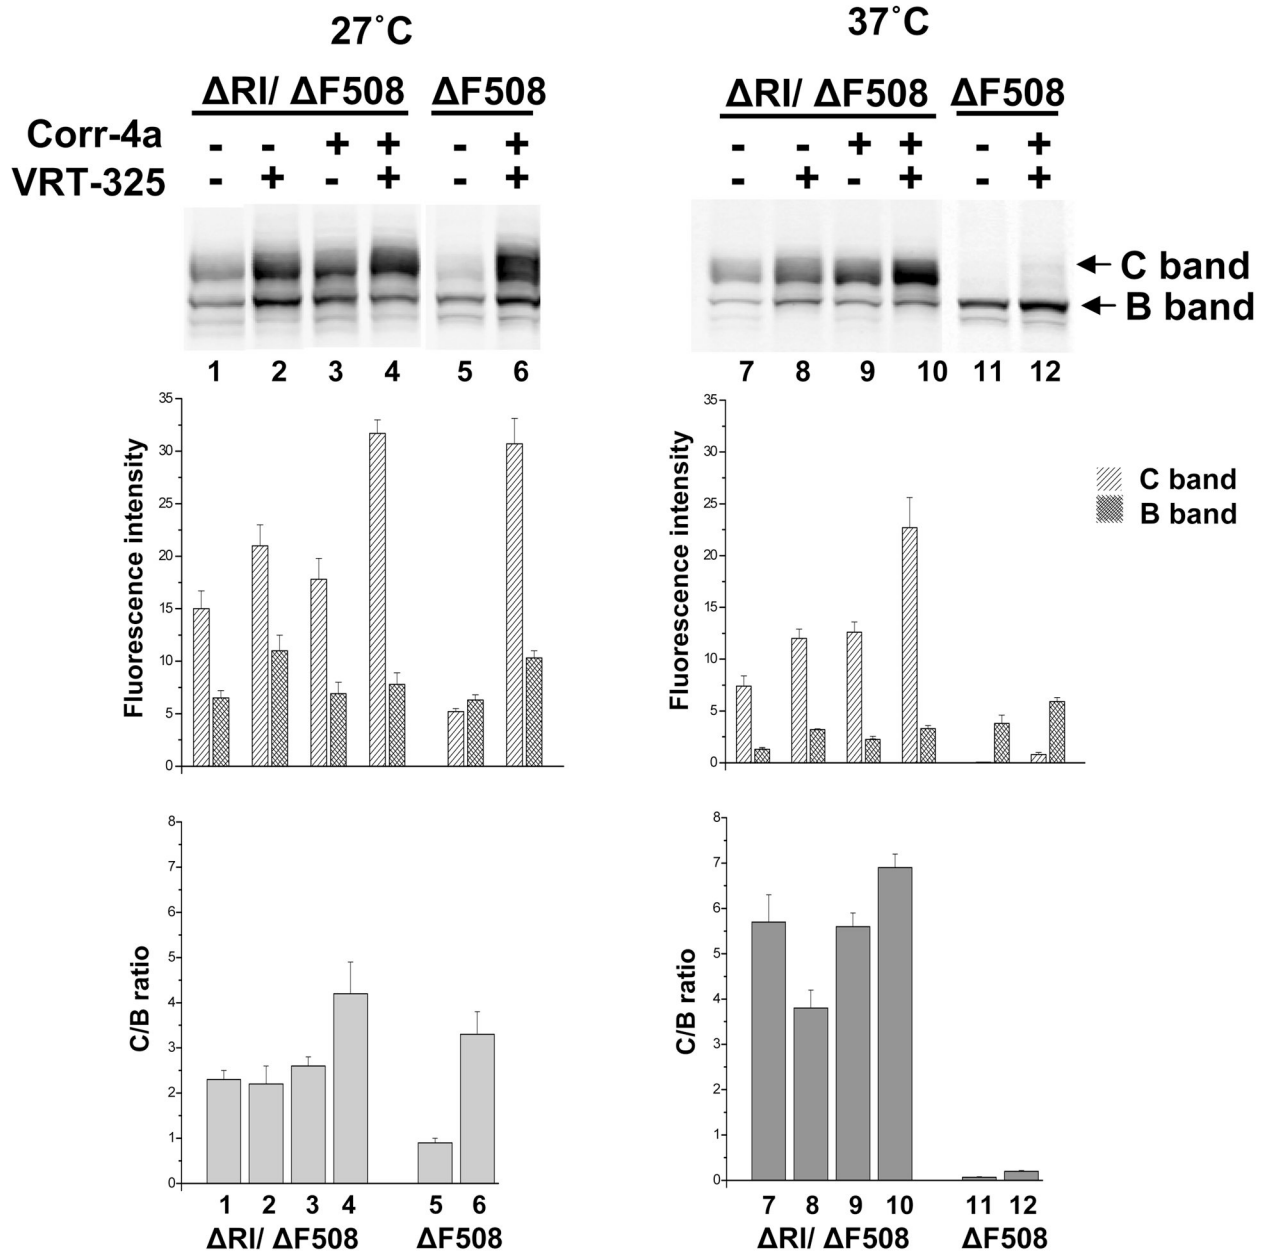 27˚C
37˚C
ΔRI/ ΔF508 ΔF508
ΔRI/ ΔF508 ΔF508
Corr-4a - - + + - + - - + + - +
VRT-325 - + - + - + - + - + - +
C band
B band
1 2 3 4 5 6
7 8 9 10 11 12
Fluorescence intensity
35
30
25
20
15
10
5
0
Fluorescence intensity
35
30
25
20
15
10
5
0
C band
B band
C/B ratio
8
7
6
5
4
3
2
1
0
1 2 3 4 5 6
ΔRI/ ΔF508 ΔF508
C/B ratio
8
7
6
5
4
3
2
1
0
7 8 9 10 11 12
ΔRI/ ΔF508 ΔF508